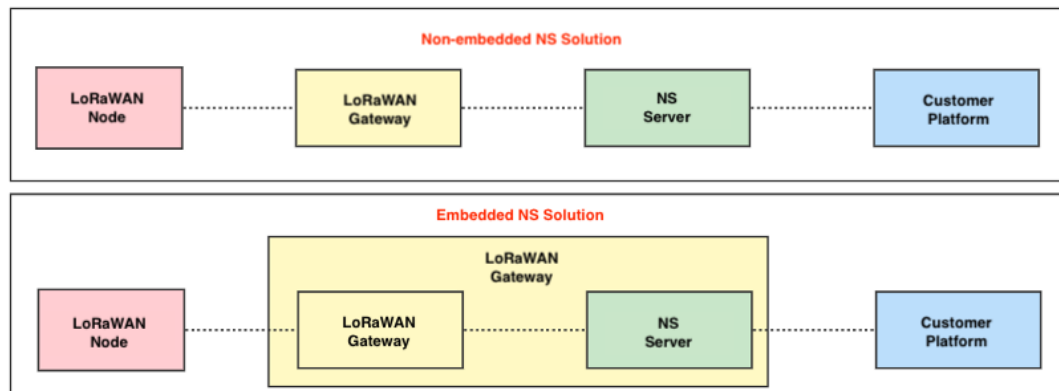 Non-embedded NS Solution
LoRaWAN
Node
LoRaWAN
Gateway
NS
Server
Customer
Platform
Embedded NS Solution
LoRaWAN
Gateway
LoRaWAN
Node
LoRaWAN
Gateway
NS
Server
Customer
Platform